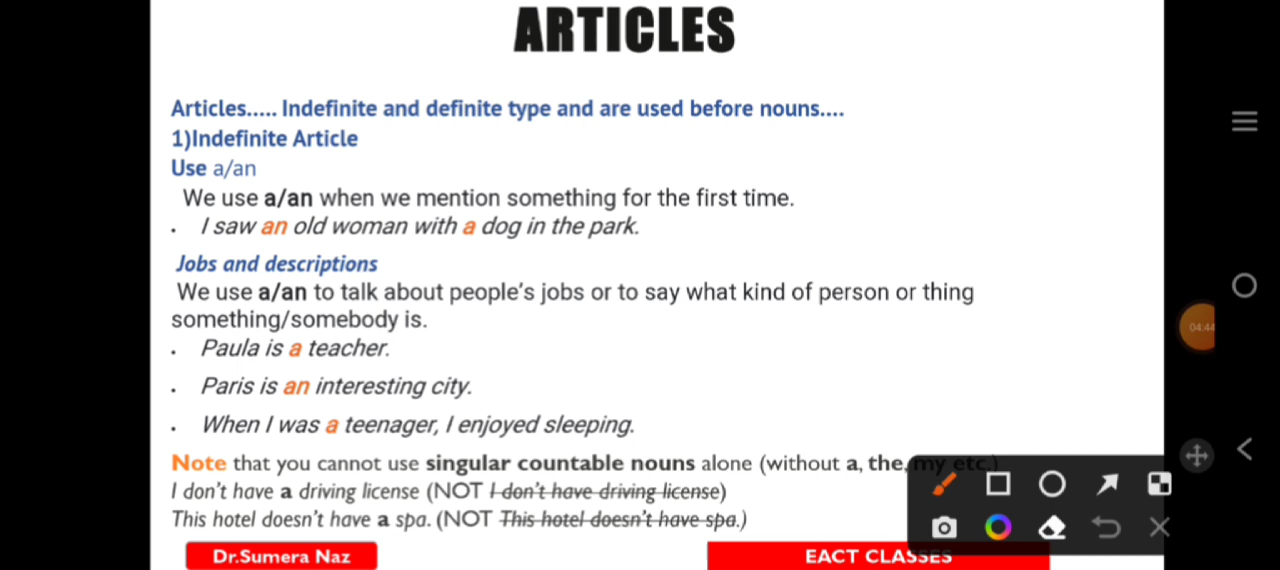 ARTICLES
Articles..... Indefinite and definite type and are used before nouns....
1)Indefinite Article
Use a/an
We use a/an when we mention something for the first time.
• I saw an old woman with a dog in the park.
Jobs and descriptions
We use a/an to talk about people's jobs or to say what kind of person or thing
something/somebody is.
• Paula is a teacher.
• Paris is an interesting city.
• When I was a teenager, I enjoyed sleeping.
Note that you cannot use singular countable nouns alone (without a, the, my etc.)
I don't have a driving license (NOT I don't have driving license)
This hotel doesn't have a spa. (NOT This hotel doesn't have spa.)
Dr.Sumera Naz
EACT CLASSES
04:44